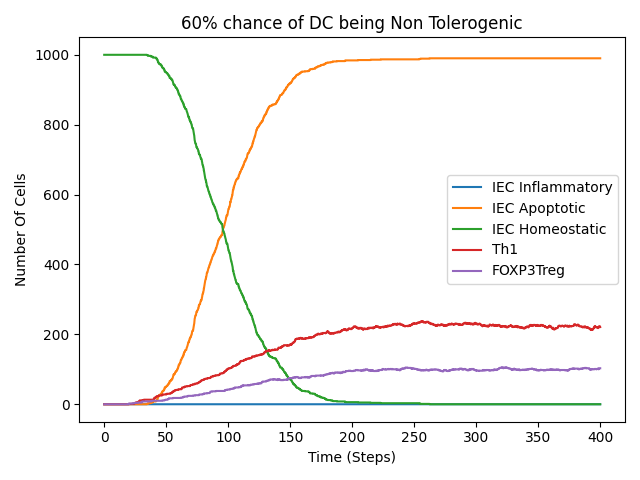 60% chance of DC being Non Tolerogenic
Number Of Cells
1000
800
600
400
200
0
IEC Inflammatory
IEC Apoptotic
IEC Homeostatic
Th1
FOXP3Treg
0 50 100 150 200 250 300 350 400
Time (Steps)